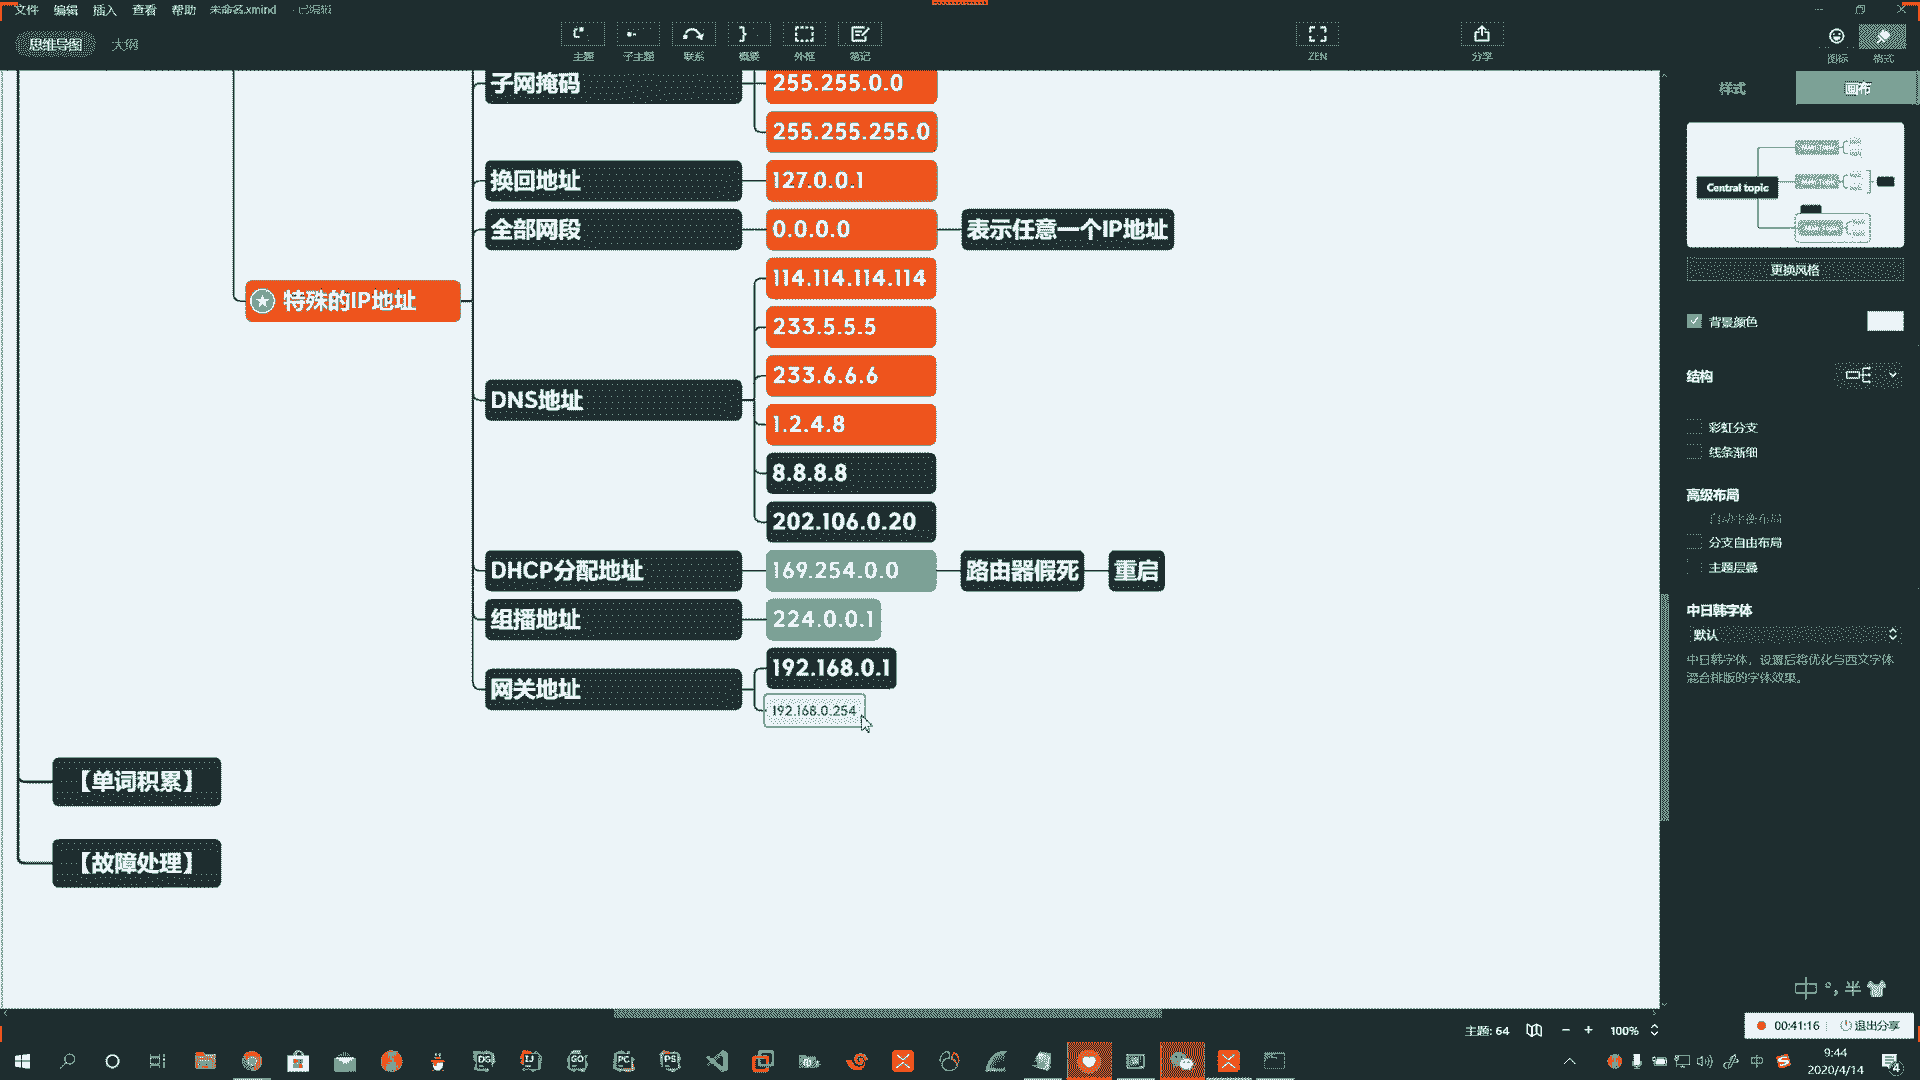 文件 编辑 插入 查看 帮助 未命名.xmind - 已编辑
思维导图 大纲
主题 子主题 联系 概要 外框 笔记 ZEN 分享 图标 格式
子网掩码
255.255.0.0
255.255.255.0
换回地址
127.0.0.1
全部网段
0.0.0.0
表示任意一个IP地址
特殊的IP地址
DNS地址
114.114.114.114
233.5.5.5
233.6.6.6
1.2.4.8
8.8.8.8
202.106.0.20
DHCP分配地址
169.254.0.0
路由器假死
重启
组播地址
224.0.0.1
网关地址
192.168.0.1
192.168.0.254
【单词积累】
【故障处理】
样式 画布
Central topic
更换风格
背景颜色
结构
彩虹分支
线条渐细
高级布局
自动平衡布局
分支自由布局
主题层叠
中日韩字体
默认
中日韩字体，设置后将优化与西文字体
混合排版的字体效果。
中 °, 半
主题: 64
100%
00:41:16 退出分享
DG IJ GO PC PS
中
9:44
2020/4/14
4